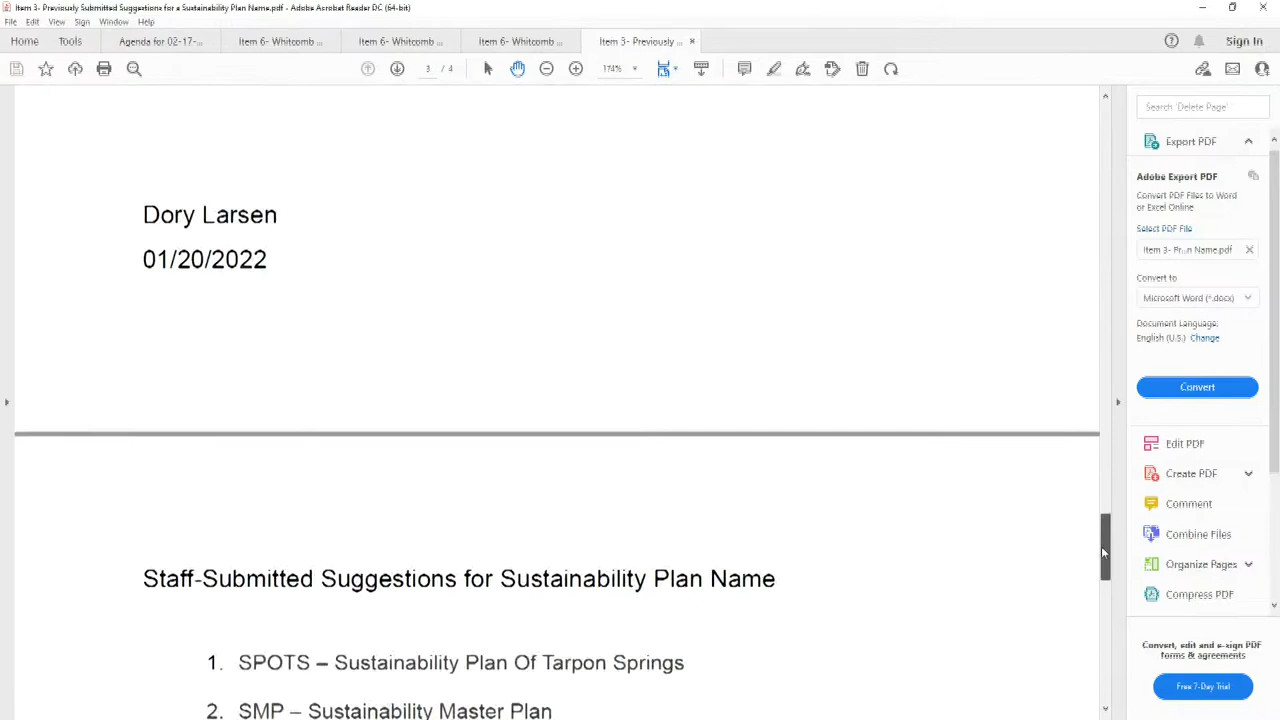 Item 3- Previously Submitted Suggestions for a Sustainability Plan Name.pdf - Adobe Acrobat Reader DC (64-bit)
File Edit View Sign Window Help
Home Tools Agenda for 02-17-... Item 6- Whitcomb ... Item 6- Whitcomb ... Item 6- Whitcomb ... Item 3- Previously ... × Sign In
3 / 4 174%
Search 'Delete Page'
Export PDF
Adobe Export PDF
Convert PDF Files to Word
or Excel Online
Select PDF File
Item 3- Pr...n Name.pdf
Convert to
Microsoft Word (*.docx)
Document Language:
English (U.S.) Change
Convert
Edit PDF
Create PDF
Comment
Combine Files
Organize Pages
Compress PDF
Convert, edit and e-sign PDF
forms & agreements
Free 7-Day Trial
Dory Larsen
01/20/2022
Staff-Submitted Suggestions for Sustainability Plan Name
1. SPOTS – Sustainability Plan Of Tarpon Springs
2. SMP – Sustainability Master Plan